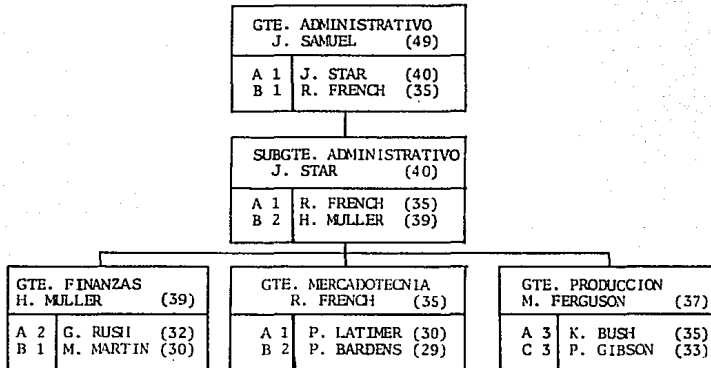 GTE. ADMINISTRATIVO
J. SAMUEL (49)
A 1 J. STAR (40)
B 1 R. FRENCH (35)
SUBGTE. ADMINISTRATIVO
J. STAR (40)
A 1 R. FRENCH (35)
B 2 H. MULLER (39)
GTE. FINANZAS
H. MULLER (39)
A 2 G. RUSH (32)
B 1 M. MARTIN (30)
GTE. MERCADOTECNIA
R. FRENCH (35)
A 1 P. LATIMER (30)
B 2 P. BARDENS (29)
GTE. PRODUCCION
M. FERGUSON (37)
A 3 K. BUSH (35)
C 3 P. GIBSON (33)